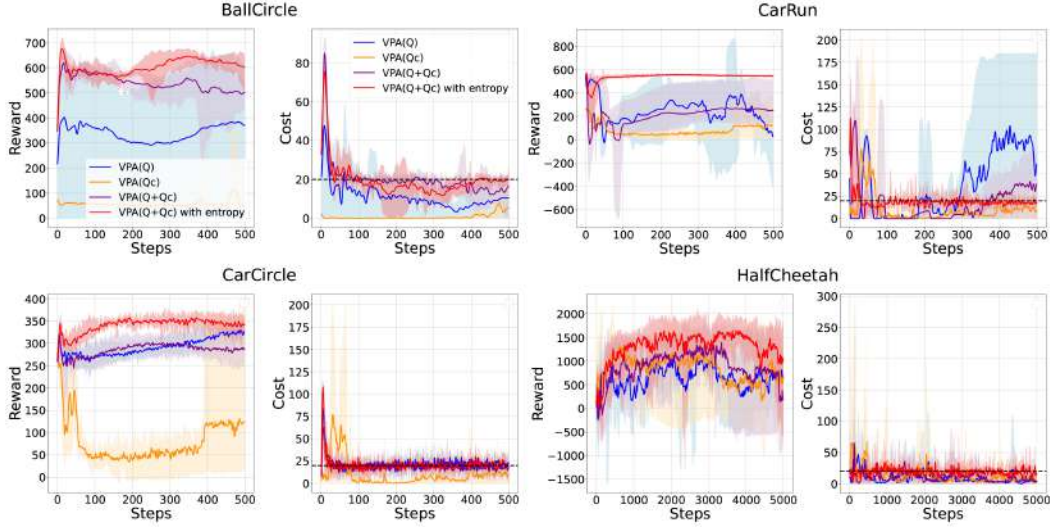 BallCircle
CarRun
700
600
500
400
300
200
100
0
Reward
VPA(Q)
VPA(Qc)
VPA(Q+Qc)
VPA(Q+Qc) with entropy
0 100 200 300 400 500
Steps
80
60
40
20
0
Cost
VPA(Q)
VPA(Qc)
VPA(Q+Qc)
VPA(Q+Qc) with entropy
0 100 200 300 400 500
Steps
800
600
400
200
0
−200
−400
−600
Reward
0 100 200 300 400 500
Steps
200
175
150
125
100
75
50
25
0
Cost
0 100 200 300 400 500
Steps
CarCircle
HalfCheetah
400
350
300
250
200
150
100
50
0
Reward
0 100 200 300 400 500
Steps
200
175
150
125
100
75
50
25
0
Cost
0 100 200 300 400 500
Steps
2000
1500
1000
500
0
−500
−1000
−1500
Reward
0 1000 2000 3000 4000 5000
Steps
300
250
200
150
100
50
0
Cost
0 1000 2000 3000 4000 5000
Steps